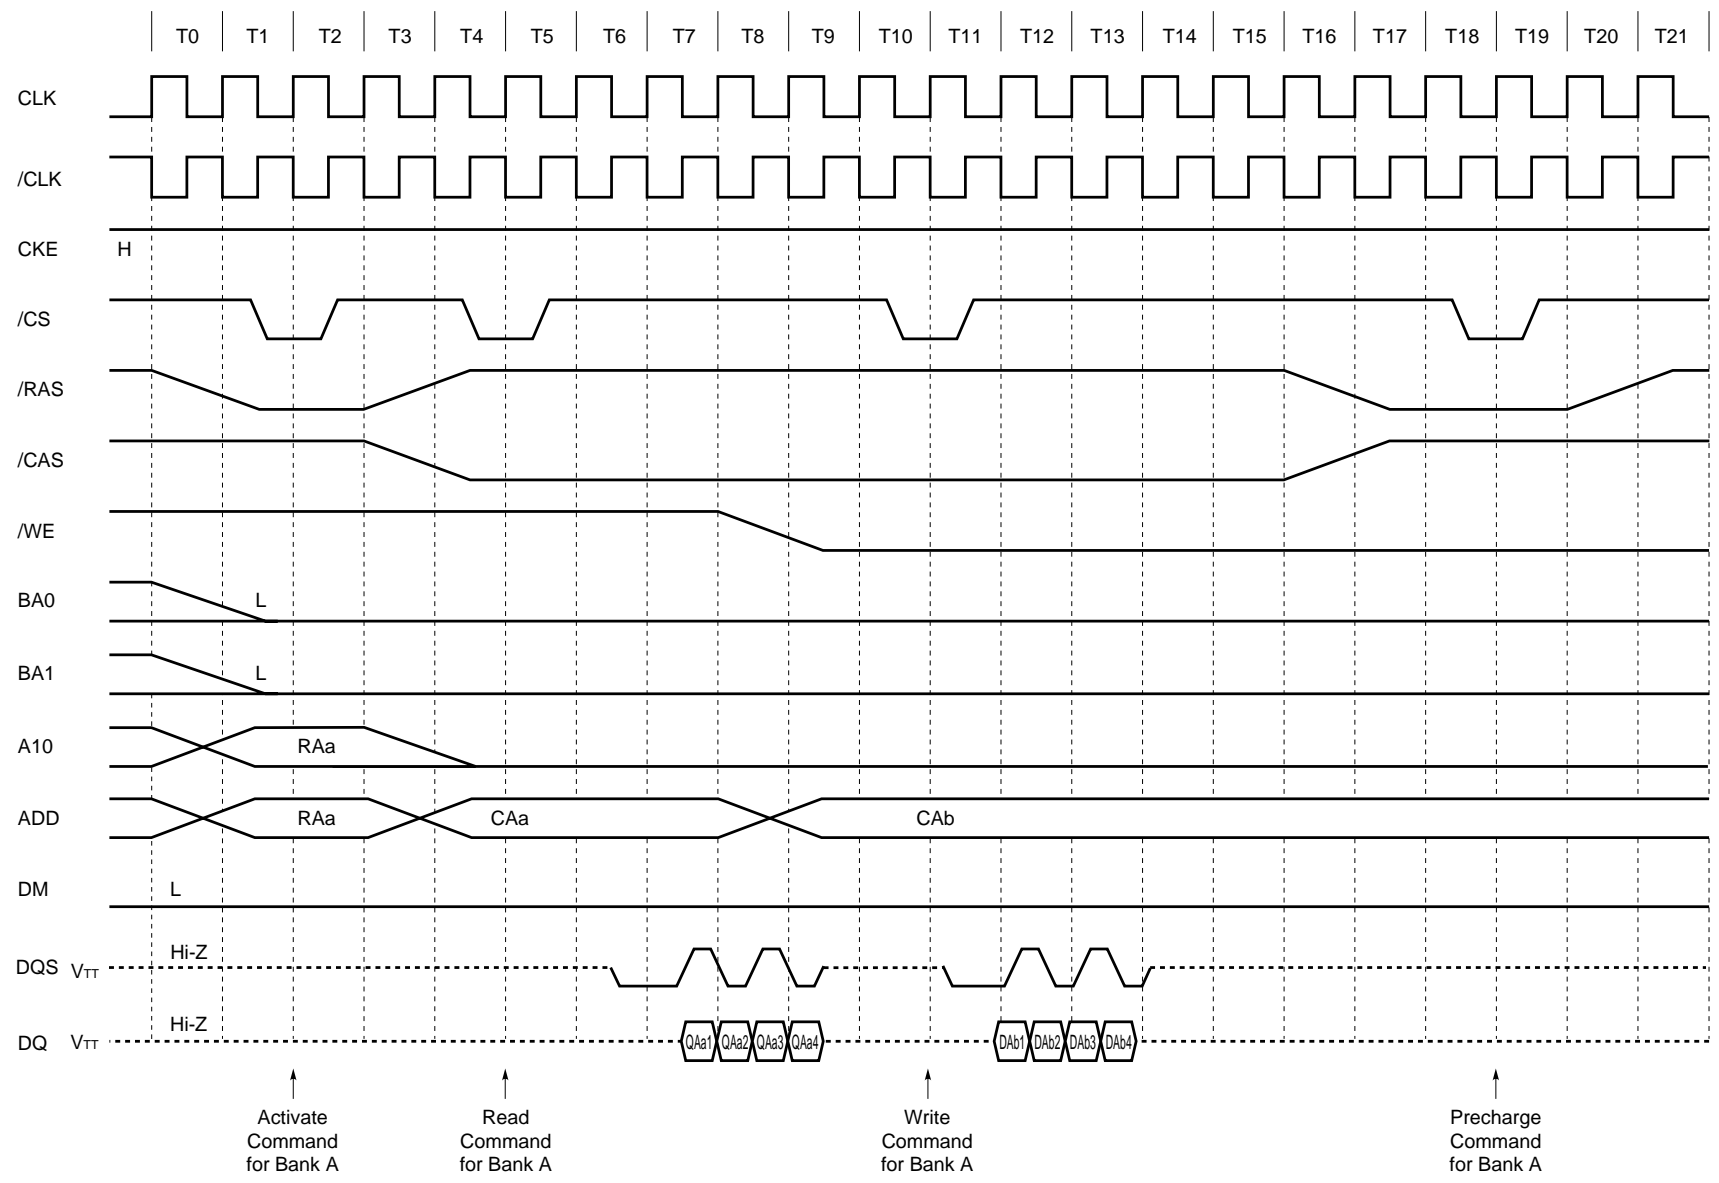 T0 T1 T2 T3 T4 T5 T6 T7 T8 T9 T10 T11 T12 T13 T14 T15 T16 T17 T18 T19 T20 T21
CLK
/CLK
CKE H
/CS
/RAS
/CAS
/WE
BA0 L
BA1 L
A10 RAa
ADD RAa CAa CAb
DM L
Hi-Z
DQS VTT
Hi-Z
DQ VTT QAa1 QAa2 QAa3 QAa4 DAb1 DAb2 DAb3 DAb4
Activate
Command
for Bank A
Read
Command
for Bank A
Write
Command
for Bank A
Precharge
Command
for Bank A